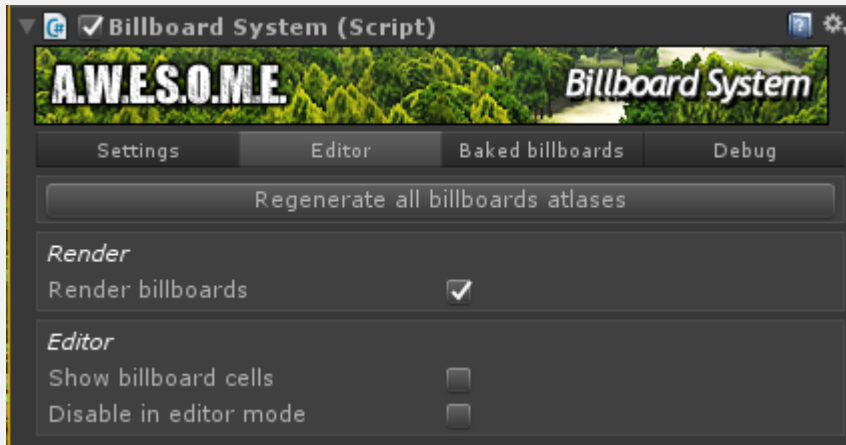 Billboard System (Script)
A.W.E.S.O.M.E. Billboard System
Settings Editor Baked billboards Debug
Regenerate all billboards atlases
Render
Render billboards
Editor
Show billboard cells
Disable in editor mode